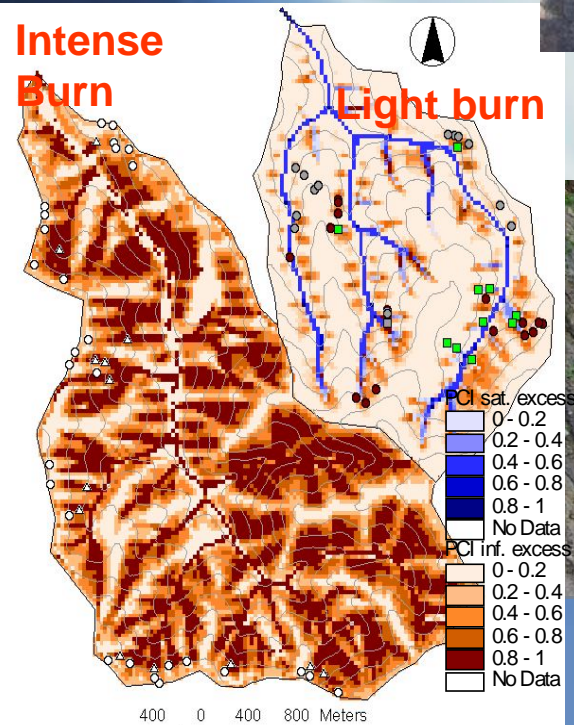 Intense
Burn
Light burn
PCI sat. excess
0 - 0.2
0.2 - 0.4
0.4 - 0.6
0.6 - 0.8
0.8 - 1
No Data
PCI inf. excess
0 - 0.2
0.2 - 0.4
0.4 - 0.6
0.6 - 0.8
0.8 - 1
No Data
400 0 400 800 Meters